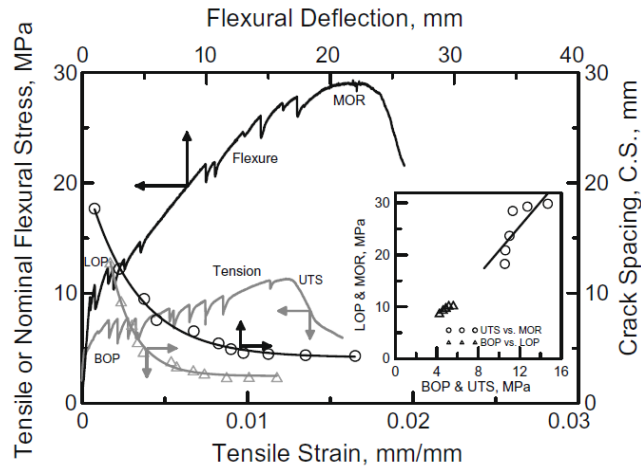 Flexural Deflection, mm
0 10 20 30 40
30 30
Tensile or Nominal Flexural Stress, MPa
Crack Spacing, C.S., mm
MOR
Flexure
20 20
LOP
Tension
UTS
10 10
BOP
0 0
0 0.01 0.02 0.03
Tensile Strain, mm/mm
LOP & MOR, MPa
30
20
10
0
UTS vs. MOR
BOP vs. LOP
0 4 8 12 16
BOP & UTS, MPa